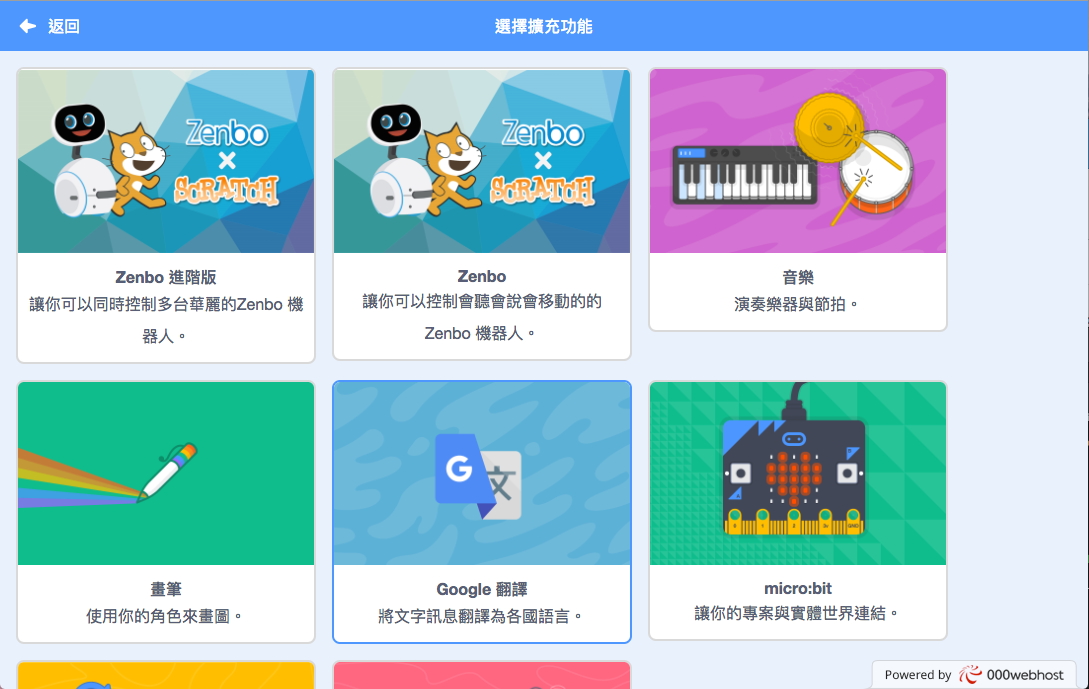 返回
選擇擴充功能
Zenbo
×
SCRATCH
Zenbo
×
SCRATCH
Zenbo 進階版
讓你可以同時控制多台華麗的Zenbo 機
器人。
Zenbo
讓你可以控制會聽會說會移動的的
Zenbo 機器人。
音樂
演奏樂器與節拍。
G
文
畫筆
使用你的角色來畫圖。
Google 翻譯
將文字訊息翻譯為各國語言。
micro:bit
讓你的專案與實體世界連結。
Powered by 000webhost